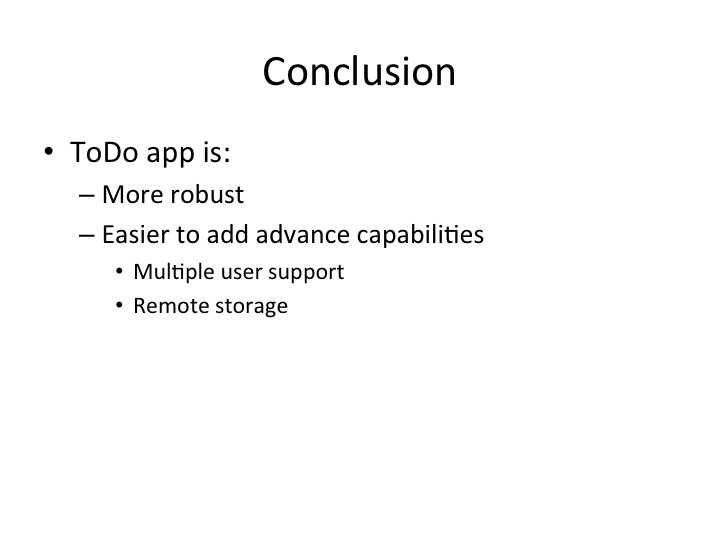 Conclusion
• ToDo app is:
– More robust
– Easier to add advance capabilities
• Multiple user support
• Remote storage